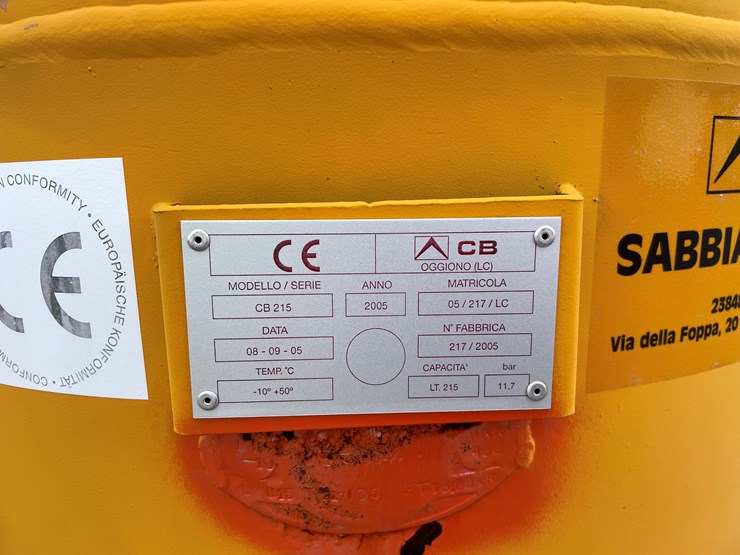 N CONFORMITY • EUROPÄISCHE KONFORMITÄT • CONFORM
CE
CE
CB
OGGIONO (LC)
MODELLO / SERIE
CB 215
ANNO
2005
MATRICOLA
05 / 217 / LC
DATA
08 - 09 - 05
N° FABBRICA
217 / 2005
TEMP. °C
-10° +50°
CAPACITA'
LT. 215
bar
11,7
SABBIA
2384
Via della Foppa, 20